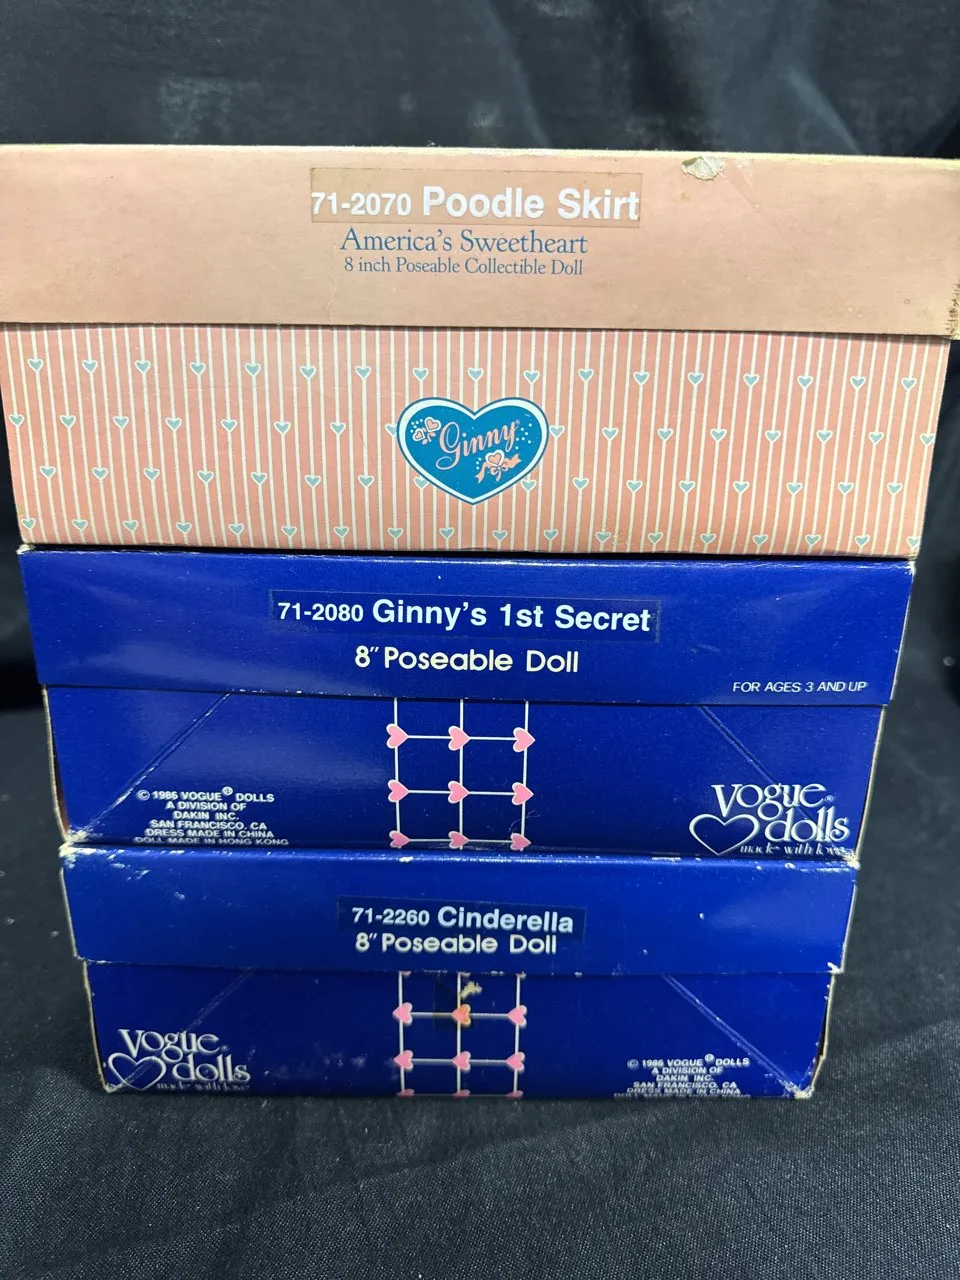 71-2070 Poodle Skirt
America's Sweetheart
8 inch Poseable Collectible Doll
Ginny
71-2080 Ginny's 1st Secret
8" Poseable Doll
FOR AGES 3 AND UP
© 1986 VOGUE® DOLLS
A DIVISION OF
DAKIN INC.
SAN FRANCISCO, CA
DRESS MADE IN CHINA
DOLL MADE IN HONG KONG
Vogue®
dolls
made with love
71-2260 Cinderella
8" Poseable Doll
Vogue®
dolls
made with love
© 1986 VOGUE® DOLLS
A DIVISION OF
DAKIN INC.
SAN FRANCISCO, CA
DRESS MADE IN CHINA